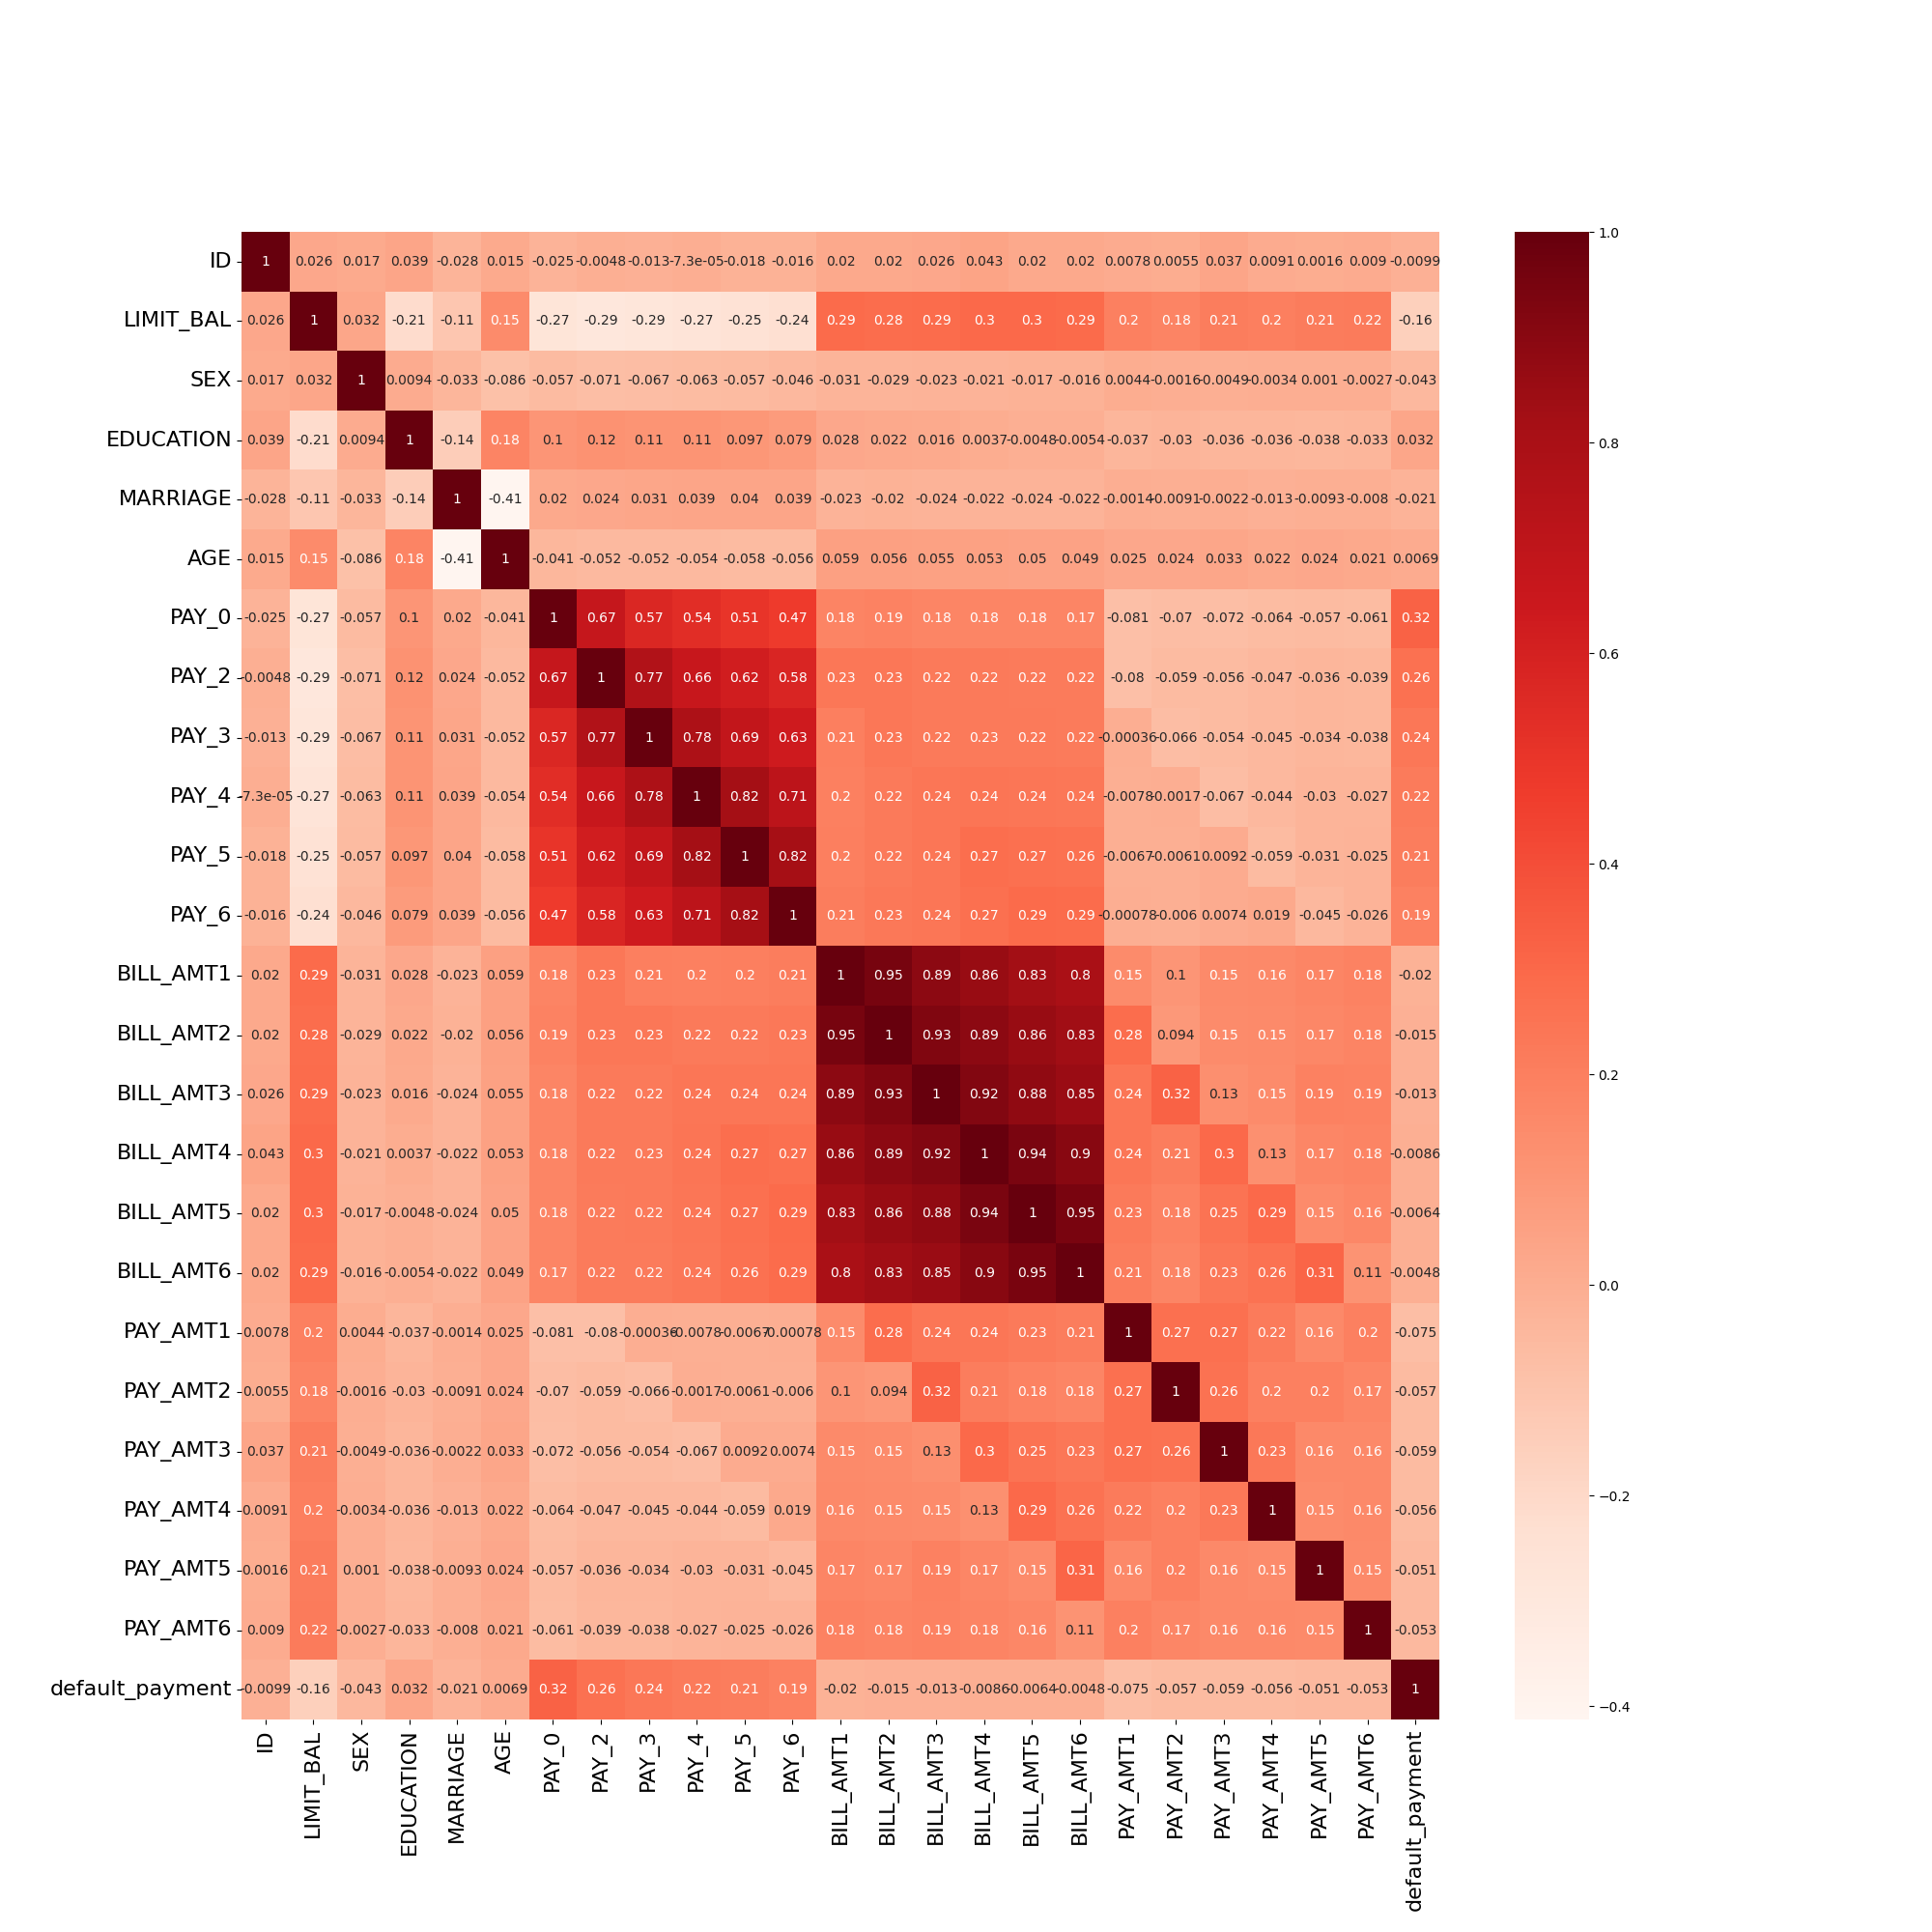 ID 1 0.026 0.017 0.039 -0.028 0.015 -0.025 -0.0048 -0.013 -7.3e-05 -0.018 -0.016 0.02 0.02 0.026 0.043 0.02 0.02 0.0078 0.0055 0.037 0.0091 0.0016 0.009 -0.0099 1.0
LIMIT_BAL 0.026 1 0.032 -0.21 -0.11 0.15 -0.27 -0.29 -0.29 -0.27 -0.25 -0.24 0.29 0.28 0.29 0.3 0.3 0.29 0.2 0.18 0.21 0.2 0.21 0.22 -0.16
SEX 0.017 0.032 1 0.0094 -0.033 -0.086 -0.057 -0.071 -0.067 -0.063 -0.057 -0.046 -0.031 -0.029 -0.023 -0.021 -0.017 -0.016 0.0044 -0.0016 -0.0049 -0.0034 0.001 -0.0027 -0.043
EDUCATION 0.039 -0.21 0.0094 1 -0.14 0.18 0.1 0.12 0.11 0.11 0.097 0.079 0.028 0.022 0.016 0.0037 -0.0048 -0.0054 -0.037 -0.03 -0.036 -0.036 -0.038 -0.033 0.032 0.8
MARRIAGE -0.028 -0.11 -0.033 -0.14 1 -0.41 0.02 0.024 0.031 0.039 0.04 0.039 -0.023 -0.02 -0.024 -0.022 -0.024 -0.022 -0.0014 -0.0091 -0.0022 -0.013 -0.0093 -0.008 -0.021
AGE 0.015 0.15 -0.086 0.18 -0.41 1 -0.041 -0.052 -0.052 -0.054 -0.058 -0.056 0.059 0.056 0.055 0.053 0.05 0.049 0.025 0.024 0.033 0.022 0.024 0.021 0.0069
PAY_0 -0.025 -0.27 -0.057 0.1 0.02 -0.041 1 0.67 0.57 0.54 0.51 0.47 0.18 0.19 0.18 0.18 0.18 0.17 -0.081 -0.07 -0.072 -0.064 -0.057 -0.061 0.32
PAY_2 -0.0048 -0.29 -0.071 0.12 0.024 -0.052 0.67 1 0.77 0.66 0.62 0.58 0.23 0.23 0.22 0.22 0.22 0.22 -0.08 -0.059 -0.056 -0.047 -0.036 -0.039 0.26 0.6
PAY_3 -0.013 -0.29 -0.067 0.11 0.031 -0.052 0.57 0.77 1 0.78 0.69 0.63 0.21 0.23 0.22 0.23 0.22 0.22 -0.00036 -0.066 -0.054 -0.045 -0.034 -0.038 0.24
PAY_4 -7.3e-05 -0.27 -0.063 0.11 0.039 -0.054 0.54 0.66 0.78 1 0.82 0.71 0.2 0.22 0.24 0.24 0.24 0.24 -0.0078 -0.0017 -0.067 -0.044 -0.03 -0.027 0.22
PAY_5 -0.018 -0.25 -0.057 0.097 0.04 -0.058 0.51 0.62 0.69 0.82 1 0.82 0.2 0.22 0.24 0.27 0.27 0.26 -0.0067 -0.0061 0.0092 -0.059 -0.031 -0.025 0.21 0.4
PAY_6 -0.016 -0.24 -0.046 0.079 0.039 -0.056 0.47 0.58 0.63 0.71 0.82 1 0.21 0.23 0.24 0.27 0.29 0.29 -0.00078 -0.006 0.0074 0.019 -0.045 -0.026 0.19
BILL_AMT1 0.02 0.29 -0.031 0.028 -0.023 0.059 0.18 0.23 0.21 0.2 0.2 0.21 1 0.95 0.89 0.86 0.83 0.8 0.15 0.1 0.15 0.16 0.17 0.18 -0.02
BILL_AMT2 0.02 0.28 -0.029 0.022 -0.02 0.056 0.19 0.23 0.23 0.22 0.22 0.23 0.95 1 0.93 0.89 0.86 0.83 0.28 0.094 0.15 0.15 0.17 0.18 -0.015
BILL_AMT3 0.026 0.29 -0.023 0.016 -0.024 0.055 0.18 0.22 0.22 0.24 0.24 0.24 0.89 0.93 1 0.92 0.88 0.85 0.24 0.32 0.13 0.15 0.19 0.19 -0.013 0.2
BILL_AMT4 0.043 0.3 -0.021 0.0037 -0.022 0.053 0.18 0.22 0.23 0.24 0.27 0.27 0.86 0.89 0.92 1 0.94 0.9 0.24 0.21 0.3 0.13 0.17 0.18 -0.0086
BILL_AMT5 0.02 0.3 -0.017 -0.0048 -0.024 0.05 0.18 0.22 0.22 0.24 0.27 0.29 0.83 0.86 0.88 0.94 1 0.95 0.23 0.18 0.25 0.29 0.15 0.16 -0.0064
BILL_AMT6 0.02 0.29 -0.016 -0.0054 -0.022 0.049 0.17 0.22 0.22 0.24 0.26 0.29 0.8 0.83 0.85 0.9 0.95 1 0.21 0.18 0.23 0.26 0.31 0.11 -0.0048 0.0
PAY_AMT1 0.0078 0.2 0.0044 -0.037 -0.0014 0.025 -0.081 -0.08 -0.00036 -0.0078 -0.0067 -0.00078 0.15 0.28 0.24 0.24 0.23 0.21 1 0.27 0.27 0.22 0.16 0.2 -0.075
PAY_AMT2 0.0055 0.18 -0.0016 -0.03 -0.0091 0.024 -0.07 -0.059 -0.066 -0.0017 -0.0061 -0.006 0.1 0.094 0.32 0.21 0.18 0.18 0.27 1 0.26 0.2 0.2 0.17 -0.057
PAY_AMT3 0.037 0.21 -0.0049 -0.036 -0.0022 0.033 -0.072 -0.056 -0.054 -0.067 0.0092 0.0074 0.15 0.15 0.13 0.3 0.25 0.23 0.27 0.26 1 0.23 0.16 0.16 -0.059
PAY_AMT4 0.0091 0.2 -0.0034 -0.036 -0.013 0.022 -0.064 -0.047 -0.045 -0.044 -0.059 0.019 0.16 0.15 0.15 0.13 0.29 0.26 0.22 0.2 0.23 1 0.15 0.16 -0.056 −0.2
PAY_AMT5 0.0016 0.21 0.001 -0.038 -0.0093 0.024 -0.057 -0.036 -0.034 -0.03 -0.031 -0.045 0.17 0.17 0.19 0.17 0.15 0.31 0.16 0.2 0.16 0.15 1 0.15 -0.051
PAY_AMT6 0.009 0.22 -0.0027 -0.033 -0.008 0.021 -0.061 -0.039 -0.038 -0.027 -0.025 -0.026 0.18 0.18 0.19 0.18 0.16 0.11 0.2 0.17 0.16 0.16 0.15 1 -0.053
default_payment -0.0099 -0.16 -0.043 0.032 -0.021 0.0069 0.32 0.26 0.24 0.22 0.21 0.19 -0.02 -0.015 -0.013 -0.0086 -0.0064 -0.0048 -0.075 -0.057 -0.059 -0.056 -0.051 -0.053 1 −0.4
ID LIMIT_BAL SEX EDUCATION MARRIAGE AGE PAY_0 PAY_2 PAY_3 PAY_4 PAY_5 PAY_6 BILL_AMT1 BILL_AMT2 BILL_AMT3 BILL_AMT4 BILL_AMT5 BILL_AMT6 PAY_AMT1 PAY_AMT2 PAY_AMT3 PAY_AMT4 PAY_AMT5 PAY_AMT6 default_payment